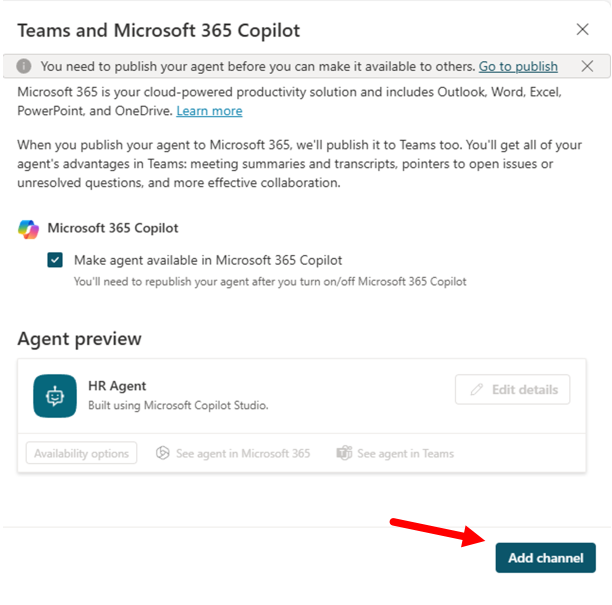 Teams and Microsoft 365 Copilot
You need to publish your agent before you can make it available to others. Go to publish
Microsoft 365 is your cloud-powered productivity solution and includes Outlook, Word, Excel,
PowerPoint, and OneDrive. Learn more
When you publish your agent to Microsoft 365, we'll publish it to Teams too. You'll get all of your
agent's advantages in Teams: meeting summaries and transcripts, pointers to open issues or
unresolved questions, and more effective collaboration.
Microsoft 365 Copilot
Make agent available in Microsoft 365 Copilot
You'll need to republish your agent after you turn on/off Microsoft 365 Copilot
Agent preview
HR Agent
Edit details
Built using Microsoft Copilot Studio.
Availability options See agent in Microsoft 365 See agent in Teams
Add channel